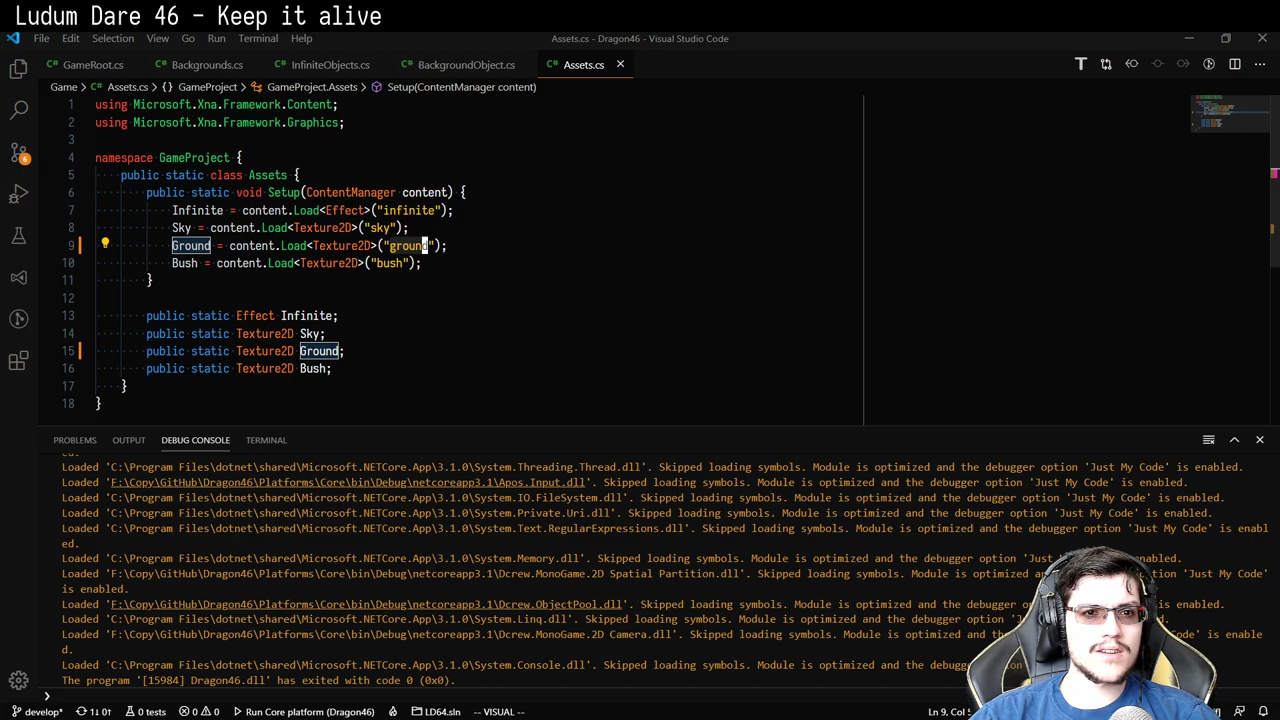 Ludum Dare 46 - Keep it alive
File Edit Selection View Go Run Terminal Help
Assets.cs - Dragon46 - Visual Studio Code
GameRoot.cs Backgrounds.cs InfiniteObjects.cs BackgroundObject.cs Assets.cs
Game > Assets.cs > {} GameProject > GameProject.Assets > Setup(ContentManager content)
1 using Microsoft.Xna.Framework.Content;
2 using Microsoft.Xna.Framework.Graphics;
3
4 namespace GameProject {
5 public static class Assets {
6 public static void Setup(ContentManager content) {
7 Infinite = content.Load<Effect>("infinite");
8 Sky = content.Load<Texture2D>("sky");
9 Ground = content.Load<Texture2D>("ground");
10 Bush = content.Load<Texture2D>("bush");
11 }
12
13 public static Effect Infinite;
14 public static Texture2D Sky;
15 public static Texture2D Ground;
16 public static Texture2D Bush;
17 }
18 }
6
PROBLEMS OUTPUT DEBUG CONSOLE TERMINAL
ed.
Loaded 'C:\Program Files\dotnet\shared\Microsoft.NETCore.App\3.1.0\System.Threading.Thread.dll'. Skipped loading symbols. Module is optimized and the debugger option 'Just My Code' is enabled.
Loaded 'F:\Copy\GitHub\Dragon46\Platforms\Core\bin\Debug\netcoreapp3.1\Apos.Input.dll'. Skipped loading symbols. Module is optimized and the debugger option 'Just My Code' is enabled.
Loaded 'C:\Program Files\dotnet\shared\Microsoft.NETCore.App\3.1.0\System.IO.FileSystem.dll'. Skipped loading symbols. Module is optimized and the debugger option 'Just My Code' is enabled.
Loaded 'C:\Program Files\dotnet\shared\Microsoft.NETCore.App\3.1.0\System.Private.Uri.dll'. Skipped loading symbols. Module is optimized and the debugger option 'Just My Code' is enabled.
Loaded 'C:\Program Files\dotnet\shared\Microsoft.NETCore.App\3.1.0\System.Text.RegularExpressions.dll'. Skipped loading symbols. Module is optimized and the debugger option 'Just My Code' is enabl
ed.
Loaded 'C:\Program Files\dotnet\shared\Microsoft.NETCore.App\3.1.0\System.Memory.dll'. Skipped loading symbols. Module is optimized and the debugger option 'Just My Code' is enabled.
Loaded 'F:\Copy\GitHub\Dragon46\Platforms\Core\bin\Debug\netcoreapp3.1\Dcrew.MonoGame.2D Spatial Partition.dll'. Skipped loading symbols. Module is optimized an option 'Just My Code'
is enabled.
Loaded 'F:\Copy\GitHub\Dragon46\Platforms\Core\bin\Debug\netcoreapp3.1\Dcrew.ObjectPool.dll'. Skipped loading symbols. Module is optimized and the de My Code' is enabled.
Loaded 'C:\Program Files\dotnet\shared\Microsoft.NETCore.App\3.1.0\System.Linq.dll'. Skipped loading symbols. Module is optimized and the debugger o Code' is enabled.
Loaded 'F:\Copy\GitHub\Dragon46\Platforms\Core\bin\Debug\netcoreapp3.1\Dcrew.MonoGame.2D Camera.dll'. Skipped loading symbols. Module is optimized and the Code' is enable
d.
Loaded 'C:\Program Files\dotnet\shared\Microsoft.NETCore.App\3.1.0\System.Console.dll'. Skipped loading symbols. Module is optimized and the debugger option is enabled.
The program '[15984] Dragon46.dll' has exited with code 0 (0x0).
develop* 1↓ 0↑ 0 tests 0 0 Run Core platform (Dragon46) LD64.sln -- VISUAL -- Ln 9,